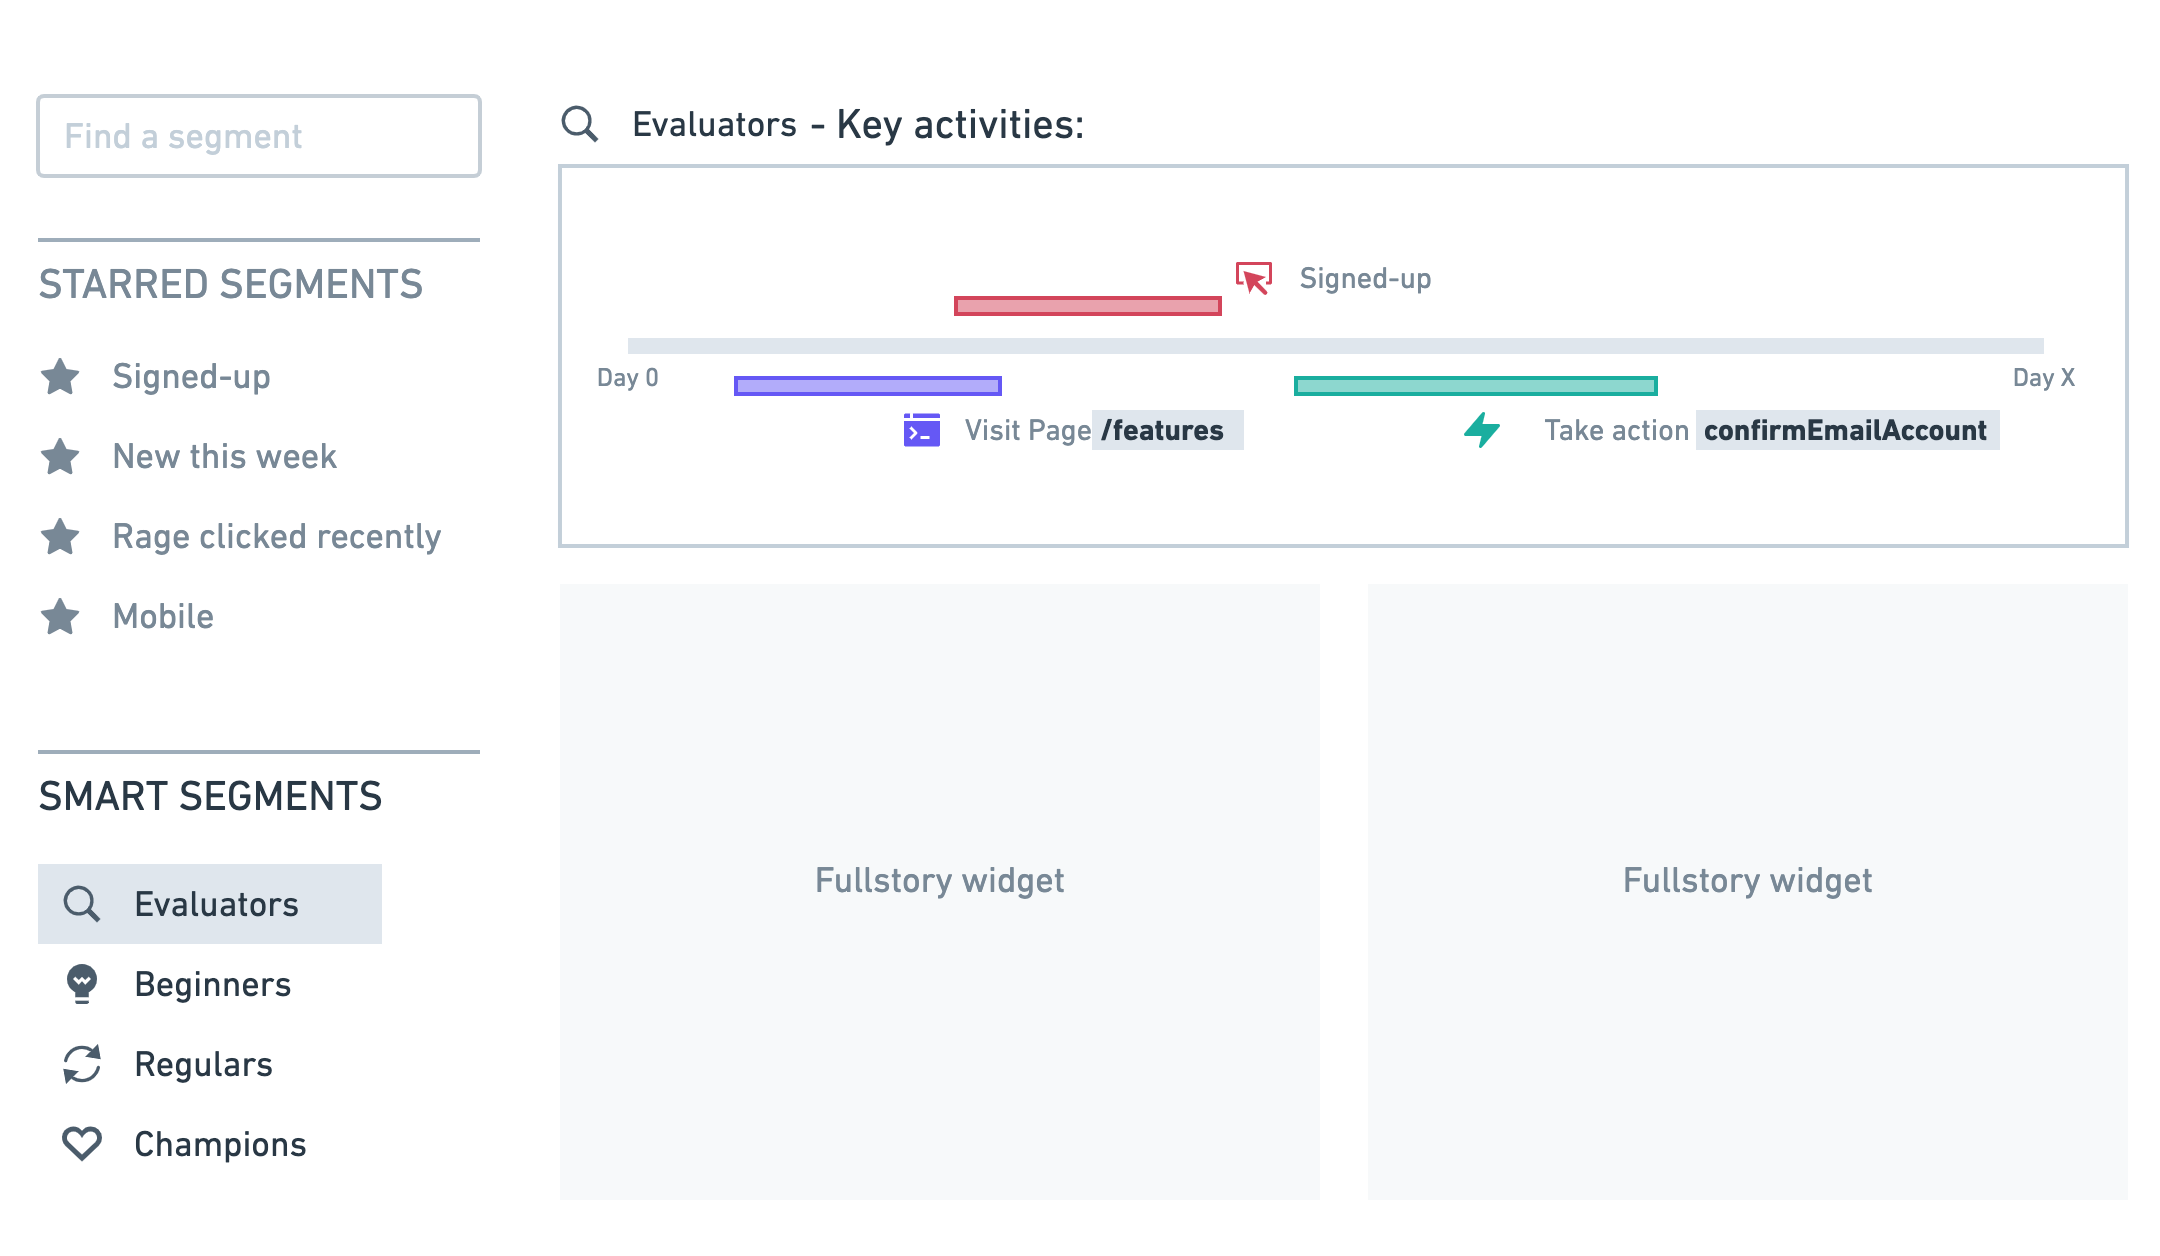 Find a segment
STARRED SEGMENTS
Signed-up
New this week
Rage clicked recently
Mobile
SMART SEGMENTS
Evaluators
Beginners
Regulars
Champions
Evaluators - Key activities:
Signed-up
Day 0
Day X
Visit Page /features
Take action confirmEmailAccount
Fullstory widget
Fullstory widget